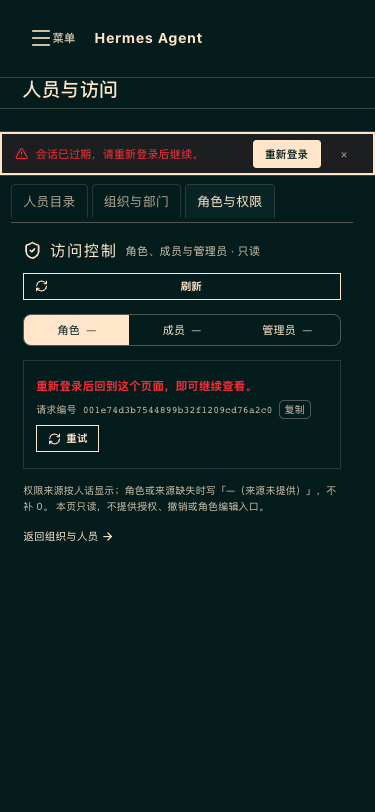 菜单 Hermes Agent
人员与访问
会话已过期，请重新登录后继续。 重新登录 ×
人员目录 组织与部门 角色与权限
访问控制 角色、成员与管理员 · 只读
刷新
角色 — 成员 — 管理员 —
重新登录后回到这个页面，即可继续查看。
请求编号 001e74d3b7544899b32f1209cd76a2c0 复制
重试
权限来源按人话显示；角色或来源缺失时写「—（来源未提供）」，不
补 0。 本页只读，不提供授权、撤销或角色编辑入口。
返回组织与人员 →